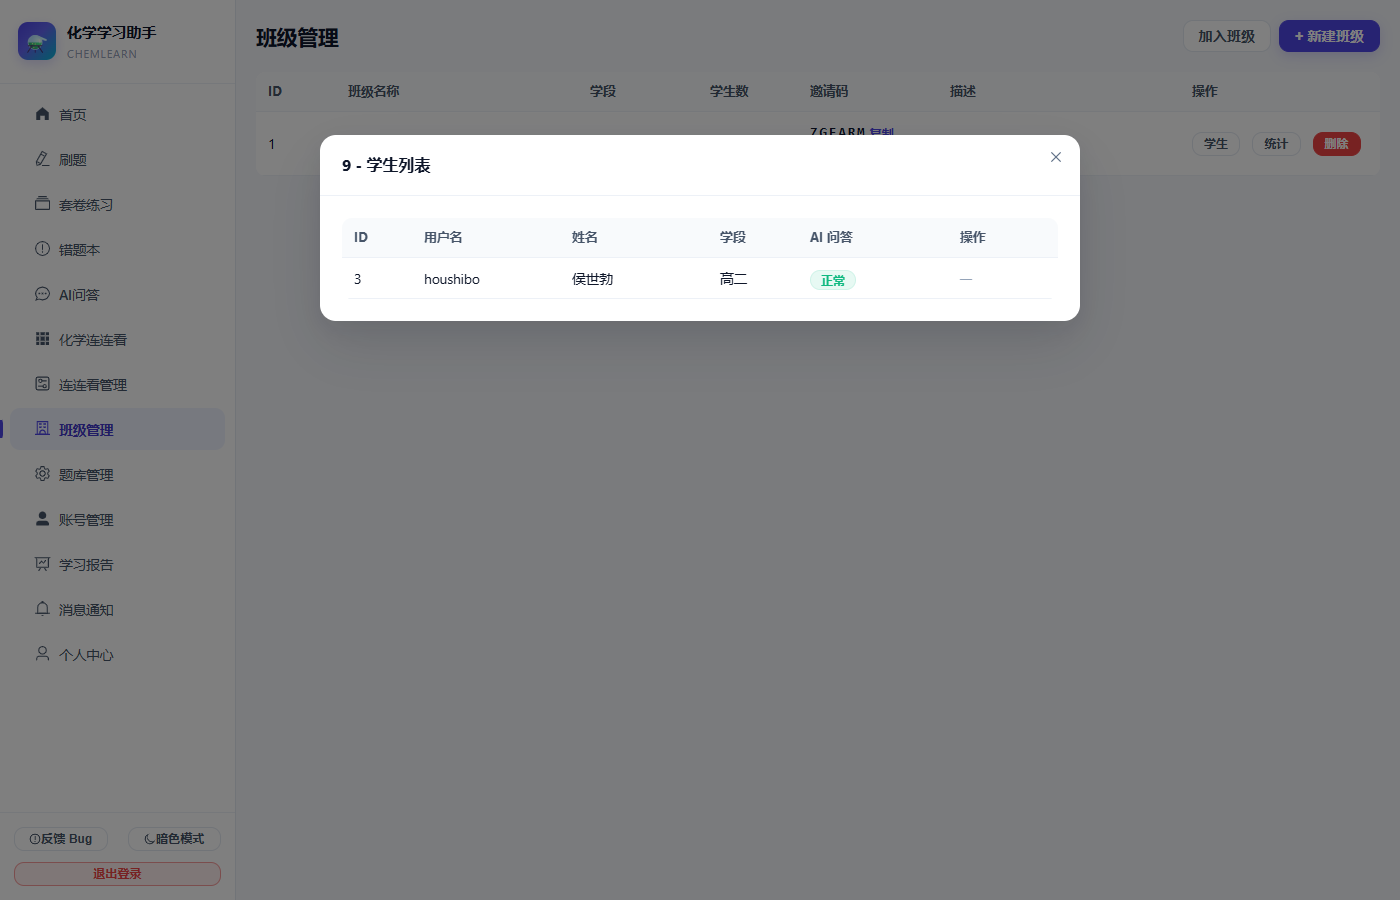 化学学习助手
CHEMLEARN
首页
刷题
套卷练习
错题本
AI问答
化学连连看
连连看管理
班级管理
题库管理
账号管理
学习报告
消息通知
个人中心
反馈 Bug
暗色模式
退出登录
班级管理
加入班级
+ 新建班级
ID 班级名称 学段 学生数 邀请码 描述 操作
1 ZGEARM 复制 学生 统计 删除
9 - 学生列表
ID 用户名 姓名 学段 AI 问答 操作
3 houshibo 侯世勃 高二 正常 —